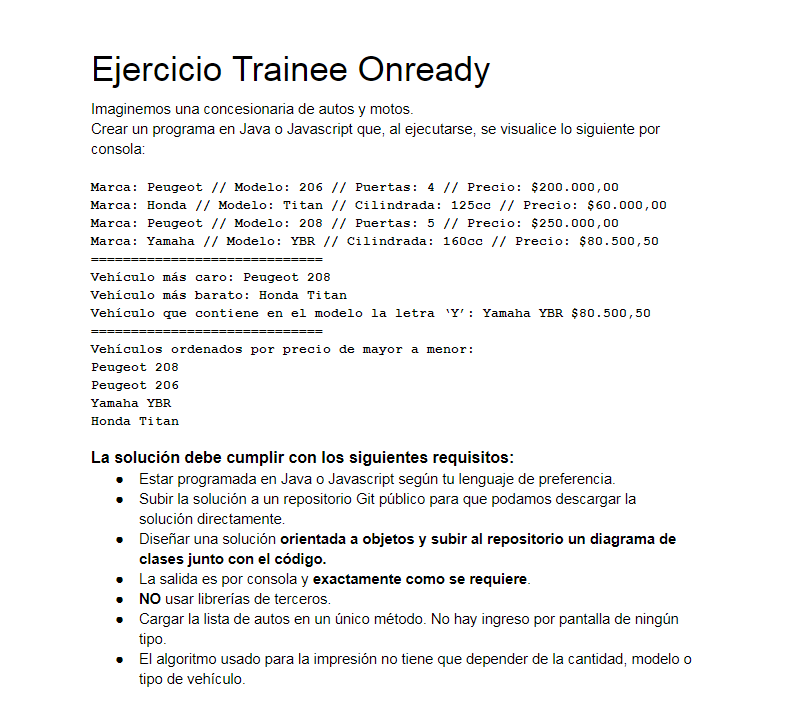 Ejercicio Trainee Onready
Imaginemos una concesionaria de autos y motos.
Crear un programa en Java o Javascript que, al ejecutarse, se visualice lo siguiente por
consola:
Marca: Peugeot // Modelo: 206 // Puertas: 4 // Precio: $200.000,00
Marca: Honda // Modelo: Titan // Cilindrada: 125cc // Precio: $60.000,00
Marca: Peugeot // Modelo: 208 // Puertas: 5 // Precio: $250.000,00
Marca: Yamaha // Modelo: YBR // Cilindrada: 160cc // Precio: $80.500,50
=============================
Vehículo más caro: Peugeot 208
Vehículo más barato: Honda Titan
Vehículo que contiene en el modelo la letra ‘Y’: Yamaha YBR $80.500,50
=============================
Vehículos ordenados por precio de mayor a menor:
Peugeot 208
Peugeot 206
Yamaha YBR
Honda Titan
La solución debe cumplir con los siguientes requisitos:
● Estar programada en Java o Javascript según tu lenguaje de preferencia.
● Subir la solución a un repositorio Git público para que podamos descargar la
solución directamente.
● Diseñar una solución orientada a objetos y subir al repositorio un diagrama de
clases junto con el código.
● La salida es por consola y exactamente como se requiere.
● NO usar librerías de terceros.
● Cargar la lista de autos en un único método. No hay ingreso por pantalla de ningún
tipo.
● El algoritmo usado para la impresión no tiene que depender de la cantidad, modelo o
tipo de vehículo.